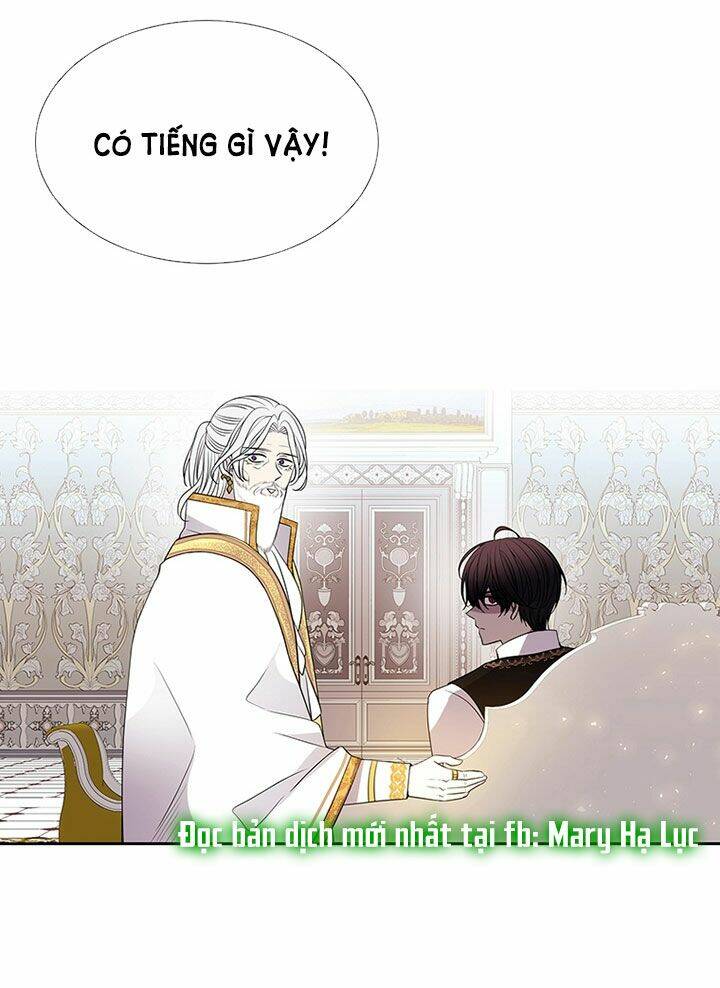 CÓ TIẾNG GÌ VẬY!
Đọc bản dịch mới nhất tại fb: Mary Hạ Lục